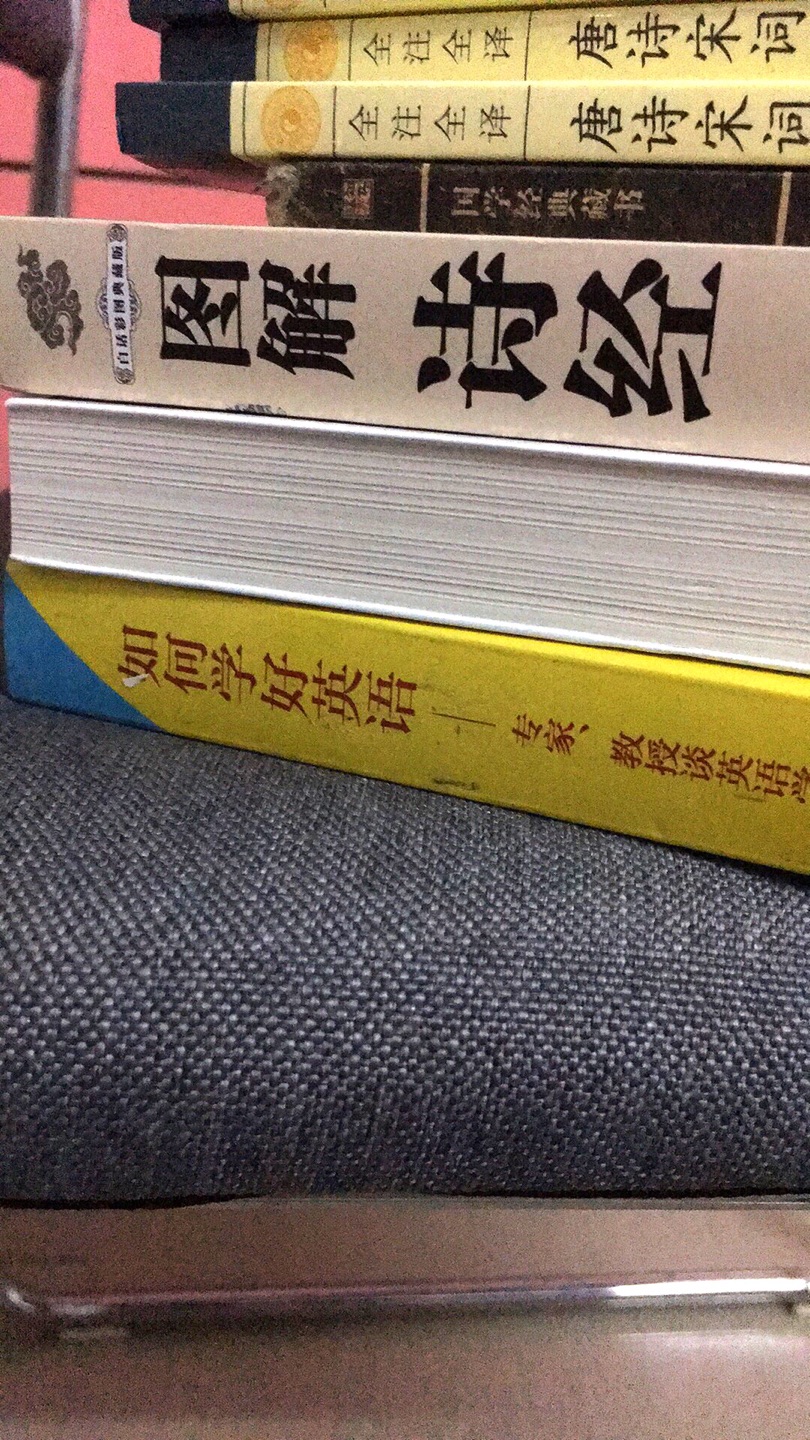 全注全译 唐诗宋词
全注全译 唐诗宋词
国学经典藏书
白话彩图典藏版 图解 诗经
如何学好英语——专家、教授谈英语学